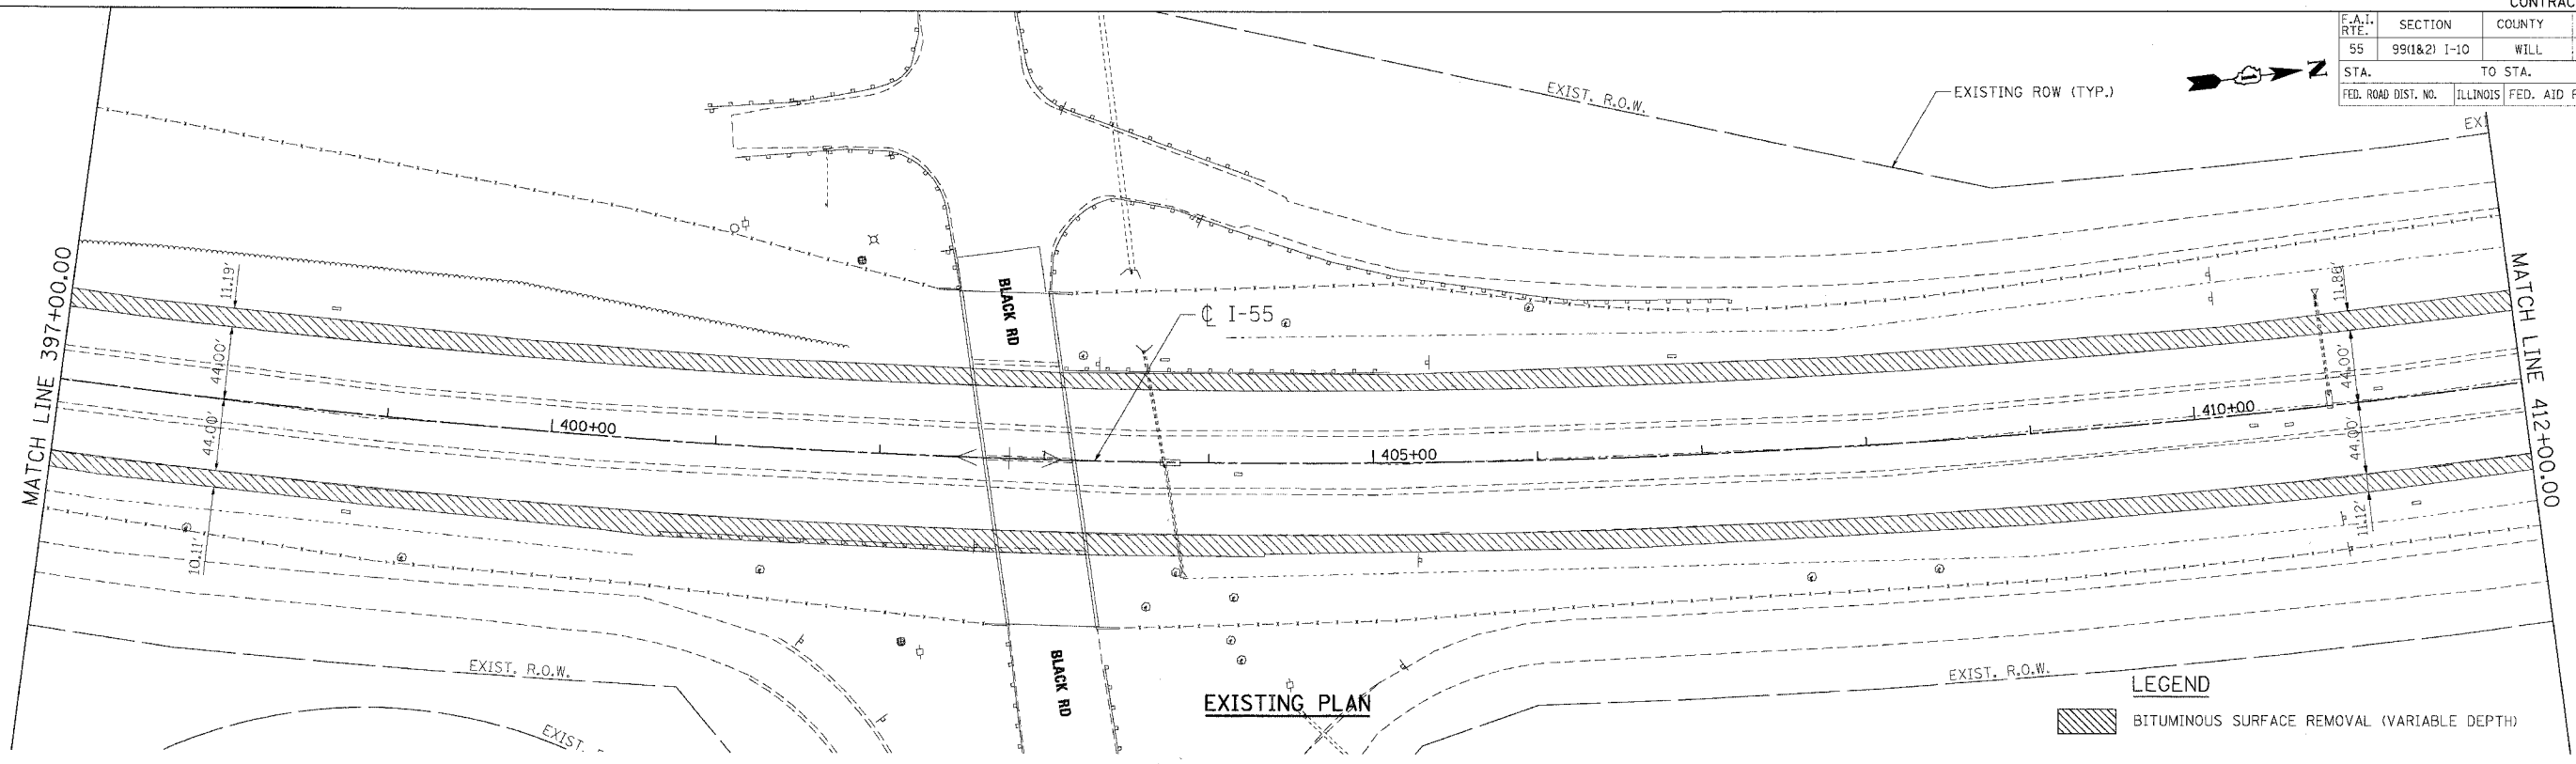 F.A.I. RTE. SECTION COUNTY
55 99(1&2) I-10 WILL
STA. TO STA.
FED. ROAD DIST. NO. ILLINOIS FED. AID
N
EXISTING ROW (TYP.)
EXIST. R.O.W.
MATCH LINE 397+00.00
11.19'
44.00'
44.00'
10.11'
400+00
BLACK RD
℄ I-55
405+00
410+00
11.86'
44.00'
44.00'
11.12'
MATCH LINE 412+00.00
BLACK RD
EXIST. R.O.W.
EXIST. R.O.W.
EXIST.
EXISTING PLAN
LEGEND
BITUMINOUS SURFACE REMOVAL (VARIABLE DEPTH)